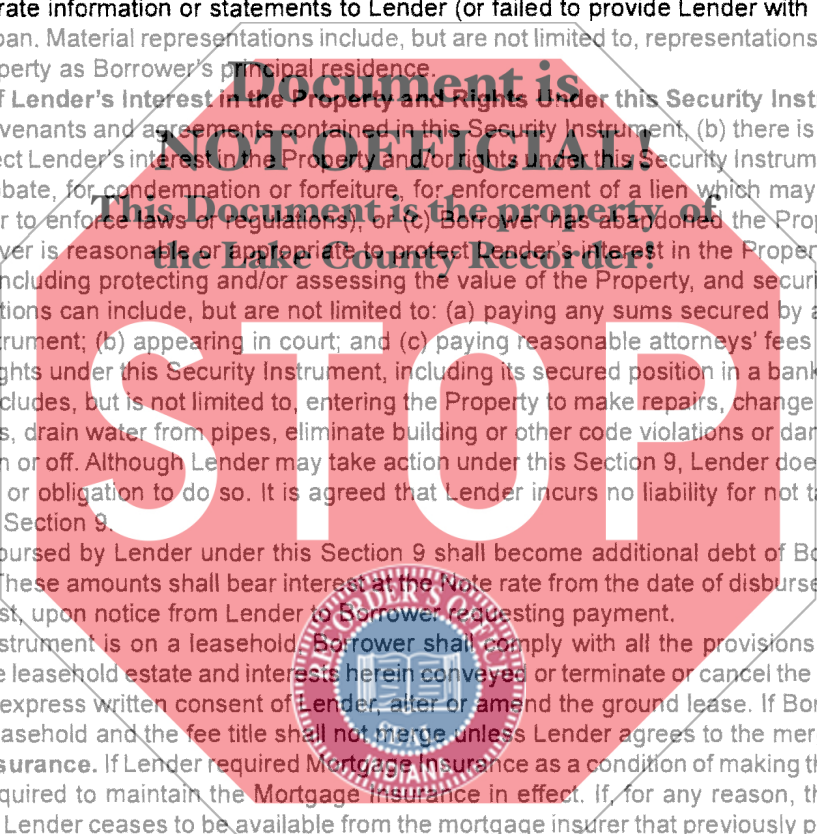 rate information or statements to Lender (or failed to provide Lender with
oan. Material representations include, but are not limited to, representations
perty as Borrower's principal residence.
f Lender's Interest in the Property and Rights Under this Security Inst
Document is
venants and agreements contained in this Security Instrument, (b) there is
NOT OFFICIAL!
ect Lender's interest in the Property and/or rights under this Security Instrum
bate, for condemnation or forfeiture, for enforcement of a lien which may
This Document is the property of
r to enforce laws or regulations), or (c) Borrower has abandoned the Prop
the Lake County Recorder!
ver is reasonable or appropriate to protect Lender's interest in the Proper
ncluding protecting and/or assessing the value of the Property, and securi
tions can include, but are not limited to: (a) paying any sums secured by a
trument; (b) appearing in court; and (c) paying reasonable attorneys' fees
ghts under this Security Instrument, including its secured position in a bank
cludes, but is not limited to, entering the Property to make repairs, change
STOP
s, drain water from pipes, eliminate building or other code violations or dan
n or off. Although Lender may take action under this Section 9, Lender doe
or obligation to do so. It is agreed that Lender incurs no liability for not ta
Section 9.
bursed by Lender under this Section 9 shall become additional debt of Bo
These amounts shall bear interest at the Note rate from the date of disburse
st, upon notice from Lender to Borrower requesting payment.
RECORDER'S OFFICE
strument is on a leasehold, Borrower shall comply with all the provisions
e leasehold estate and interests herein conveyed or terminate or cancel the
express written consent of Lender, alter or amend the ground lease. If Bor
easehold and the fee title shall not merge unless Lender agrees to the mer
SEAL
surance. If Lender required Mortgage Insurance as a condition of making th
INDIANA
quired to maintain the Mortgage Insurance in effect. If, for any reason, th
Lender ceases to be available from the mortgage insurer that previously p